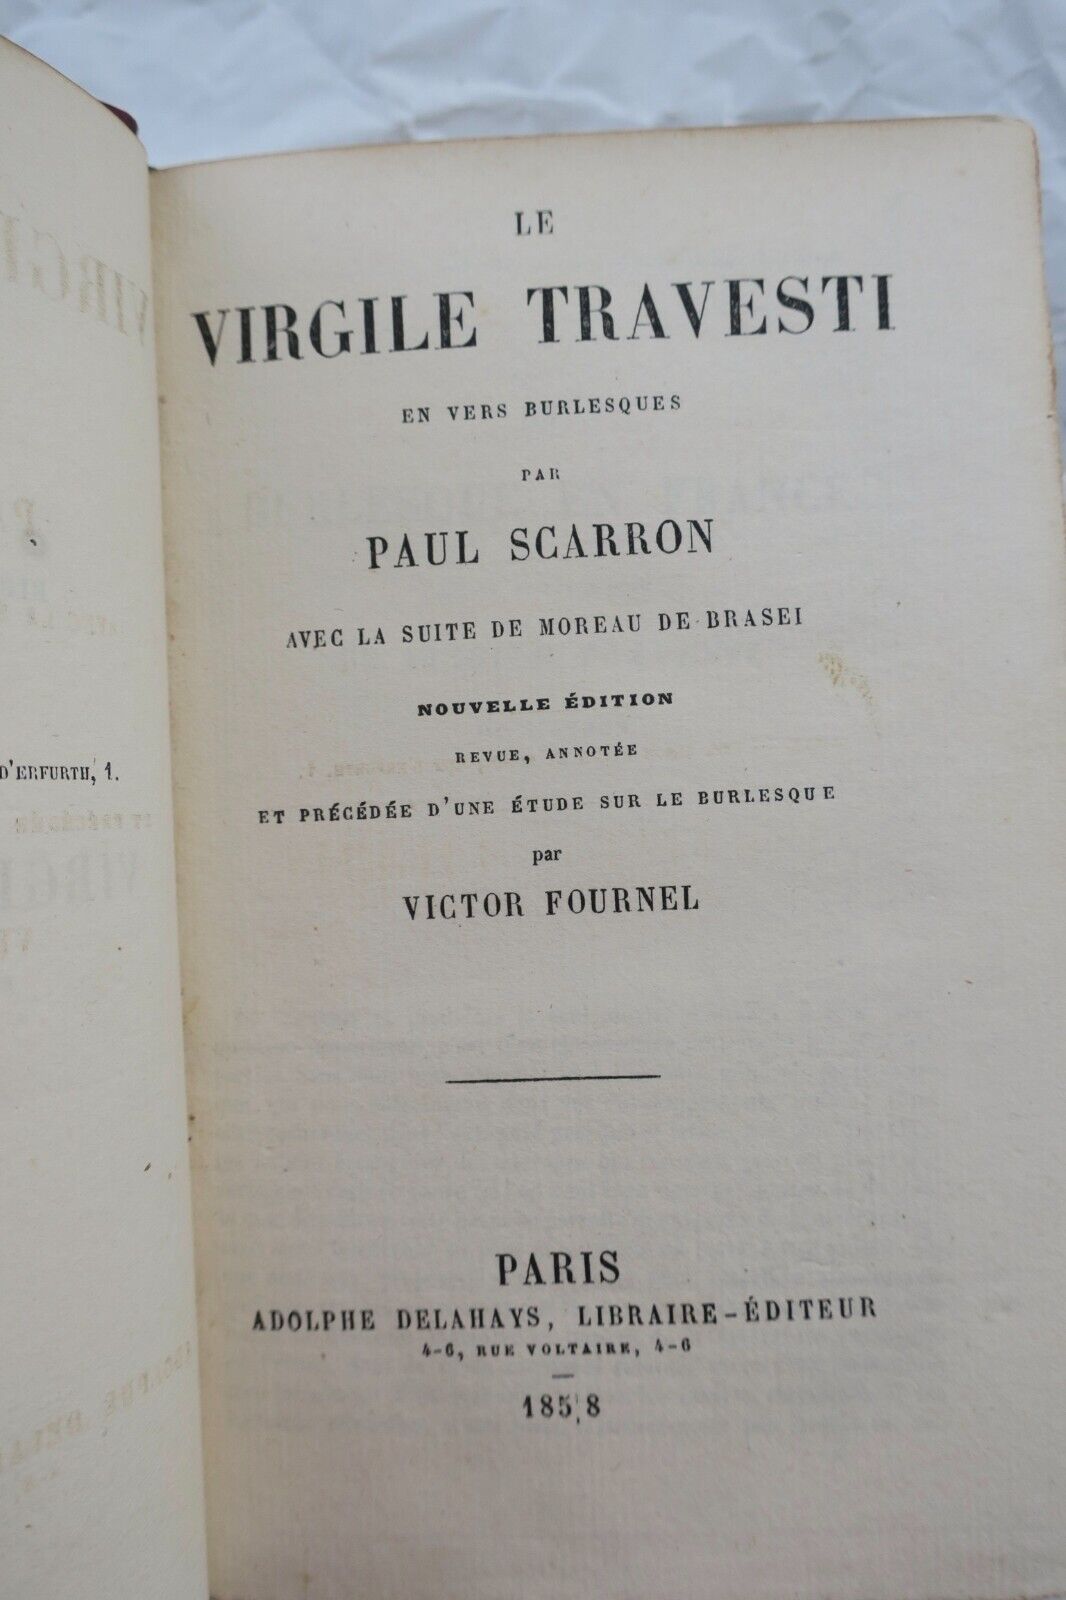 D'ERFURTH, 1.
LE
VIRGILE TRAVESTI
EN VERS BURLESQUES
PAR
PAUL SCARRON
AVEC LA SUITE DE MOREAU DE BRASEI
NOUVELLE ÉDITION
REVUE, ANNOTÉE
ET PRÉCÉDÉE D'UNE ÉTUDE SUR LE BURLESQUE
par
VICTOR FOURNEL
PARIS
ADOLPHE DELAHAYS, LIBRAIRE-ÉDITEUR
4-6, RUE VOLTAIRE, 4-6
1858